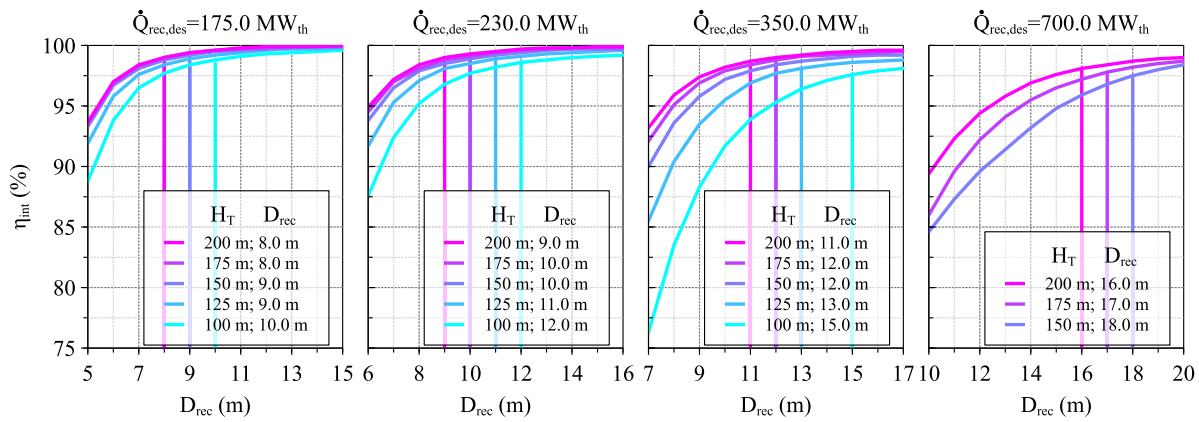 Q̇rec,des=175.0 MWth
Q̇rec,des=230.0 MWth
Q̇rec,des=350.0 MWth
Q̇rec,des=700.0 MWth
ηint (%)
100
95
90
85
80
75
HT Drec
200 m; 8.0 m
175 m; 8.0 m
150 m; 9.0 m
125 m; 9.0 m
100 m; 10.0 m
5 7 9 11 13 15
Drec (m)
HT Drec
200 m; 9.0 m
175 m; 10.0 m
150 m; 10.0 m
125 m; 11.0 m
100 m; 12.0 m
6 8 10 12 14 16
Drec (m)
HT Drec
200 m; 11.0 m
175 m; 12.0 m
150 m; 12.0 m
125 m; 13.0 m
100 m; 15.0 m
7 9 11 13 15 17
Drec (m)
HT Drec
200 m; 16.0 m
175 m; 17.0 m
150 m; 18.0 m
10 12 14 16 18 20
Drec (m)